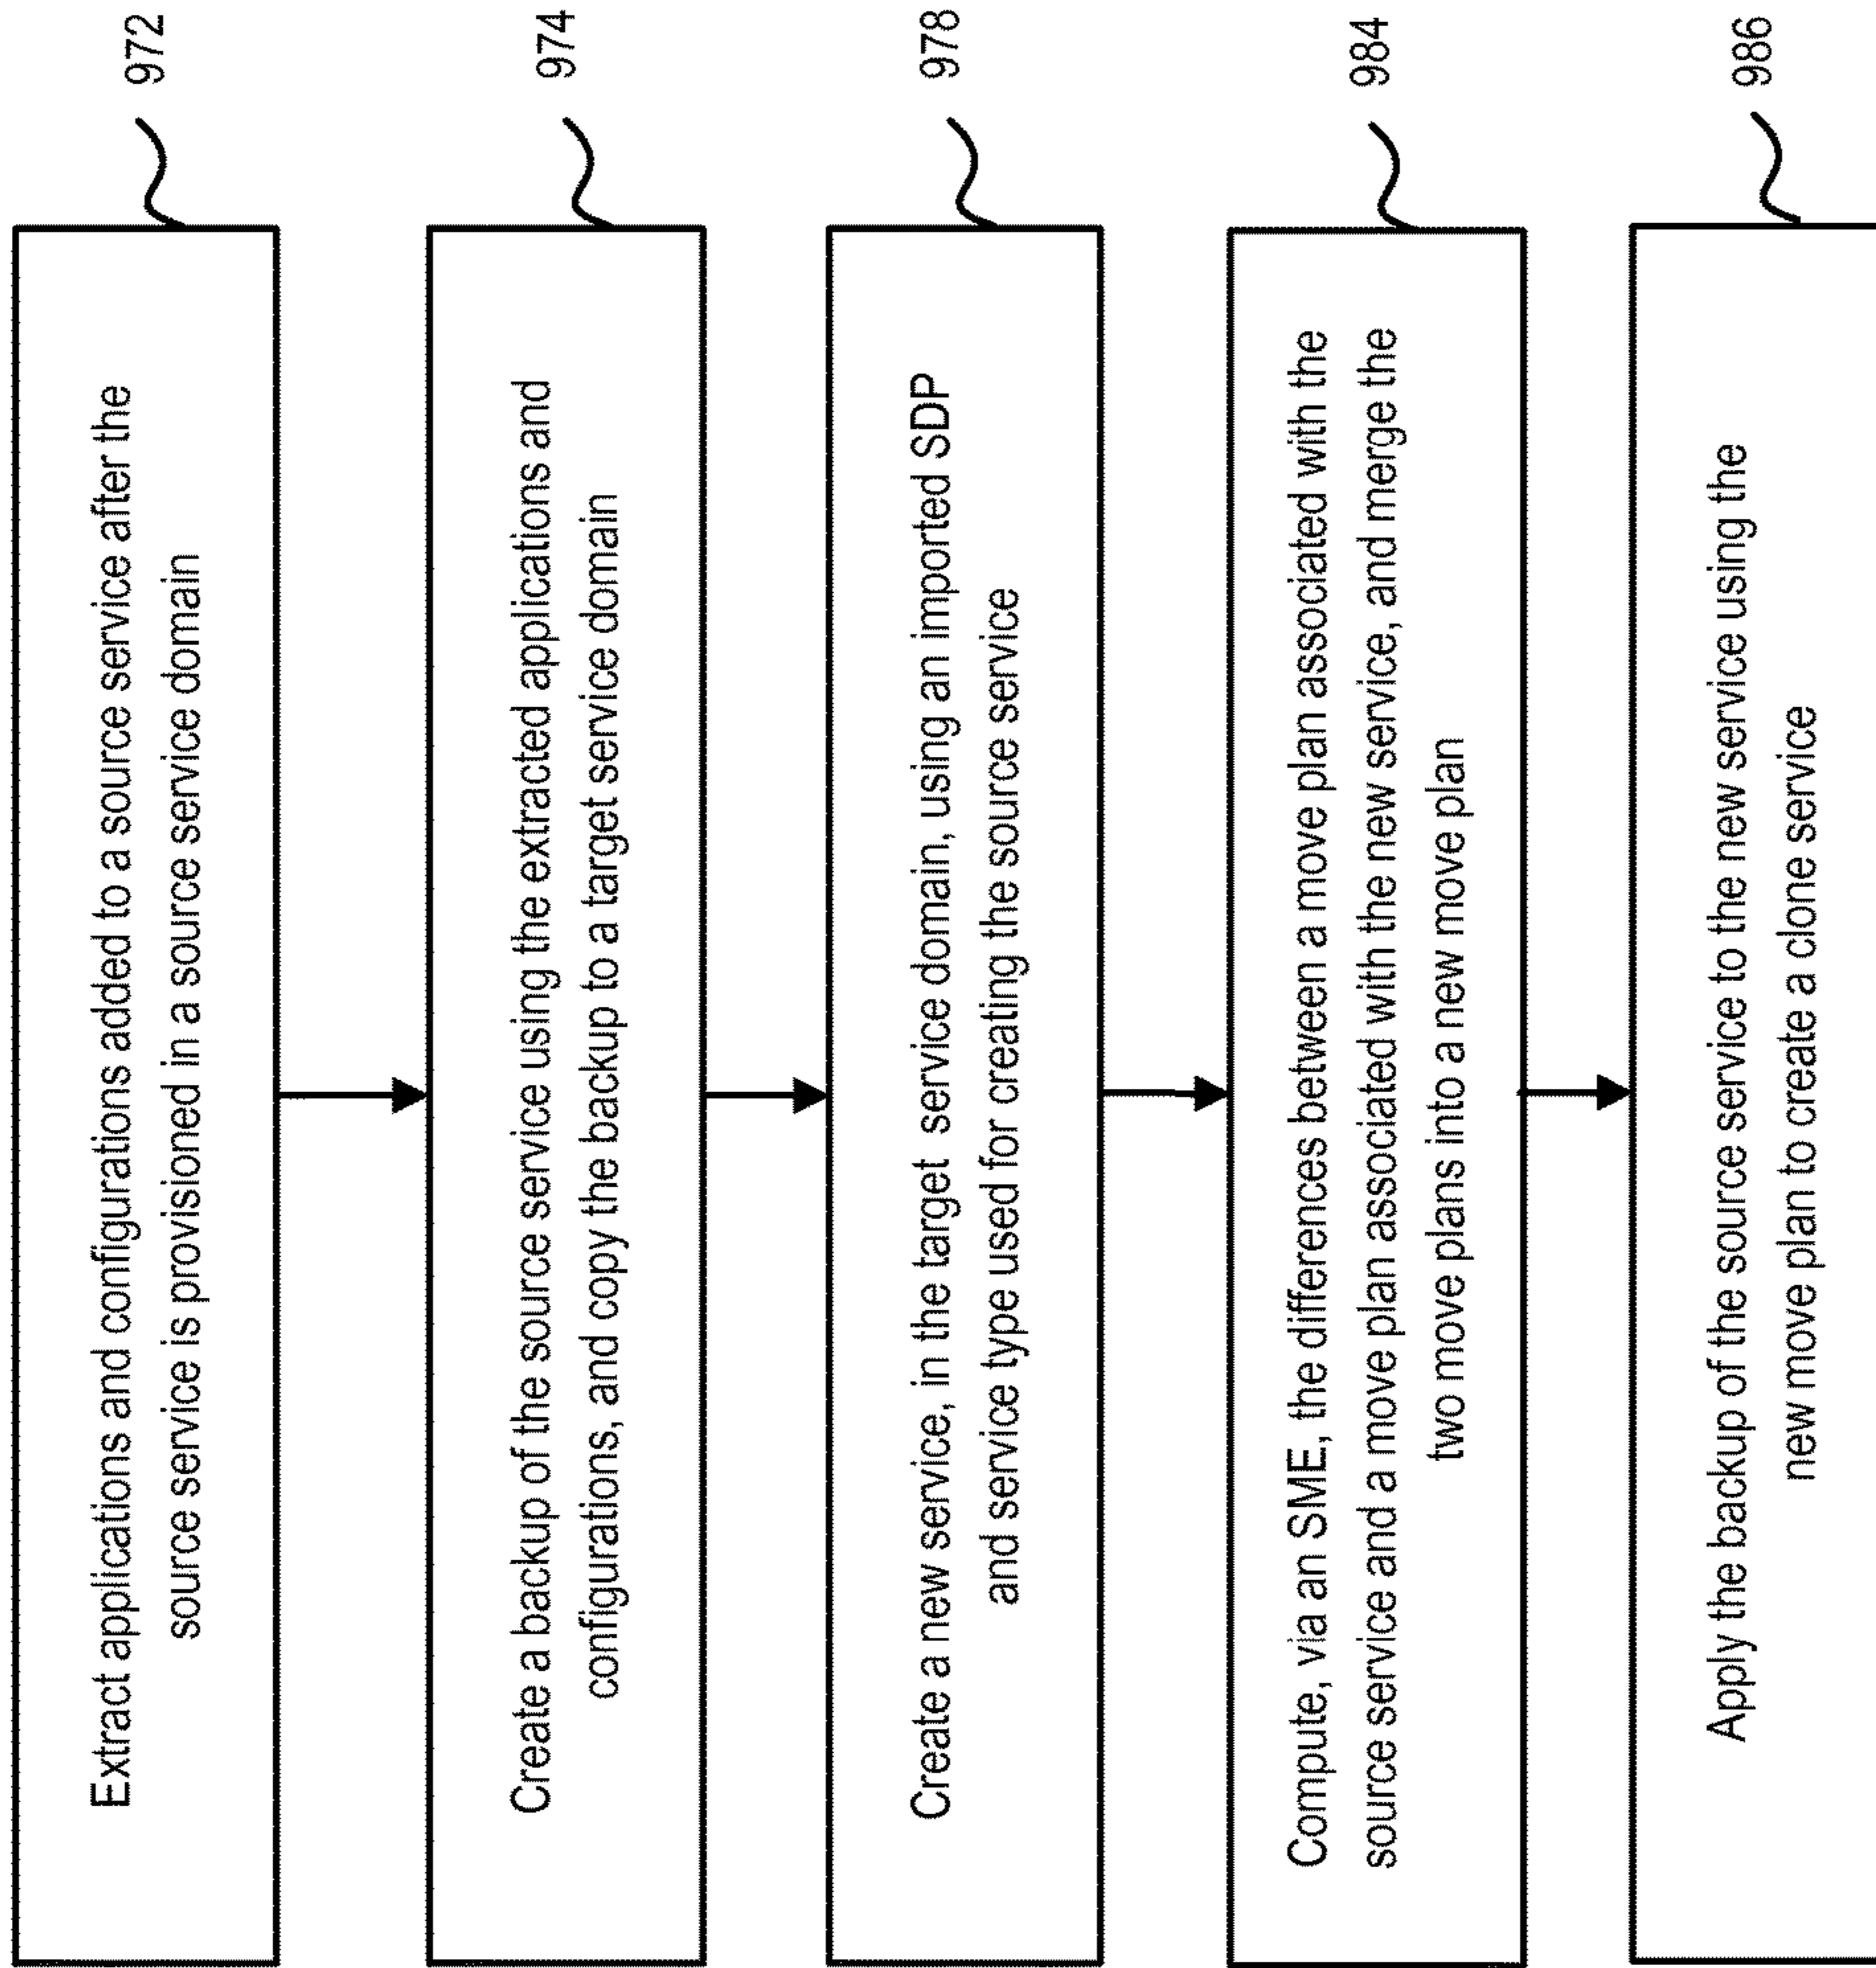 Extract applications and configurations added to a source service after the
source service is provisioned in a source service domain
972
Create a backup of the source service using the extracted applications and
configurations, and copy the backup to a target service domain
974
Create a new service, in the target service domain, using an imported SDP
and service type used for creating the source service
978
Compute, via an SME, the differences between a move plan associated with the
source service and a move plan associated with the new service, and merge the
two move plans into a new move plan
984
Apply the backup of the source service to the new service using the
new move plan to create a clone service
986